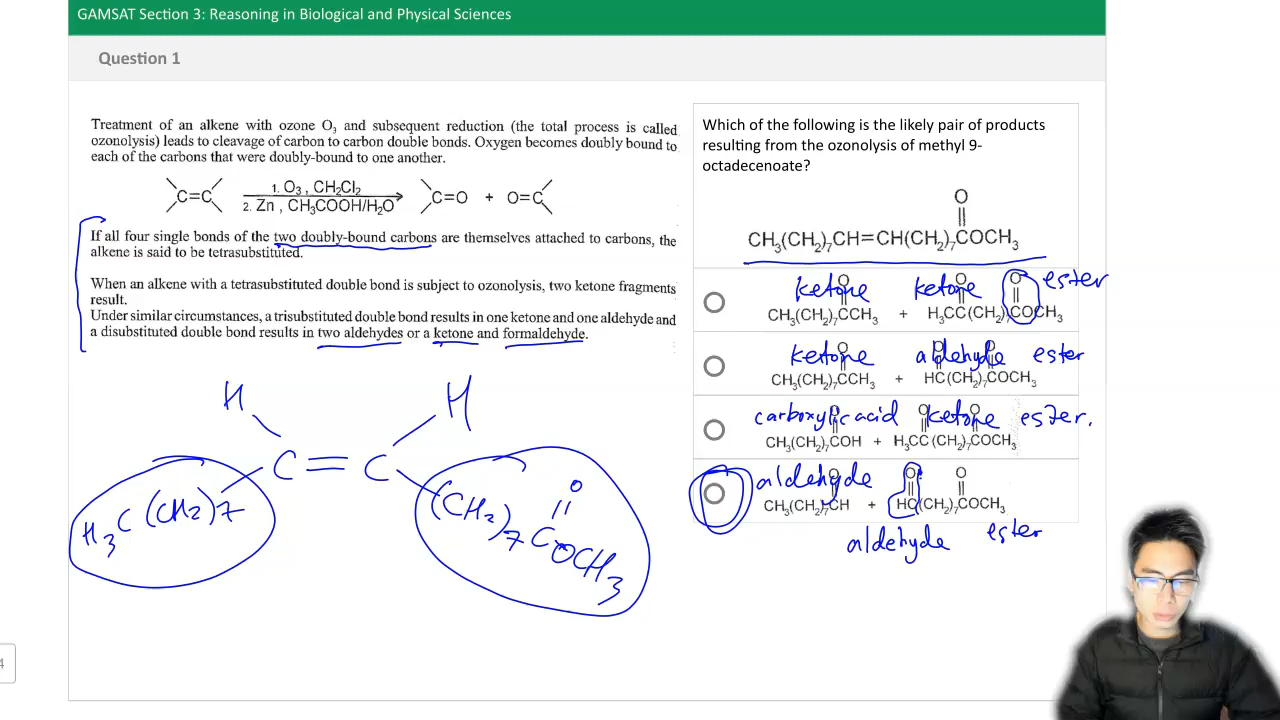 GAMSAT Section 3: Reasoning in Biological and Physical Sciences
Question 1
Treatment of an alkene with ozone O₃ and subsequent reduction (the total process is called
ozonolysis) leads to cleavage of carbon to carbon double bonds. Oxygen becomes doubly bound to
each of the carbons that were doubly-bound to one another.
C=C 1. O₃ , CH₂Cl₂ C=O + O=C
2. Zn , CH₃COOH/H₂O
If all four single bonds of the two doubly-bound carbons are themselves attached to carbons, the
alkene is said to be tetrasubstituted.
When an alkene with a tetrasubstituted double bond is subject to ozonolysis, two ketone fragments
result.
Under similar circumstances, a trisubstituted double bond results in one ketone and one aldehyde and
a disubstituted double bond results in two aldehydes or a ketone and formaldehyde.
H H
C = C
H₃C(CH₂)7 (CH₂)₇ C OCH₃
O
Which of the following is the likely pair of products
resulting from the ozonolysis of methyl 9-
octadecenoate?
O
CH₃(CH₂)₇CH=CH(CH₂)₇COCH₃
ketone ketone O ester
CH₃(CH₂)₇CCH₃ + H₃CC(CH₂)₇COCH₃
ketone aldehyde ester
CH₃(CH₂)₇CCH₃ + HC(CH₂)₇COCH₃
carboxylic acid ketone ester.
CH₃(CH₂)₇COH + H₃CC(CH₂)₇COCH₃
aldehyde O O
CH₃(CH₂)₇CH + HC(CH₂)₇COCH₃
aldehyde ester
4